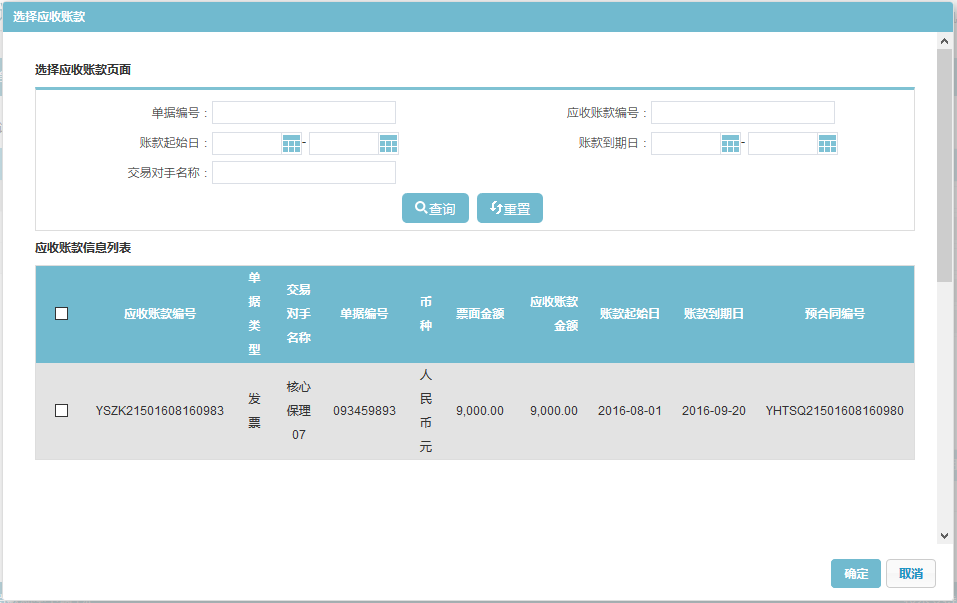 选择应收账款
选择应收账款页面
单据编号：
应收账款编号：
账款起始日：
-
账款到期日：
-
交易对手名称：
查询
重置
应收账款信息列表
应收账款编号
单
据
类
型
交易
对手
名称
单据编号
币
种
票面金额
应收账款
金额
账款起始日
账款到期日
预合同编号
YSZK21501608160983
发
票
核心
保理
07
093459893
人
民
币
元
9,000.00
9,000.00
2016-08-01
2016-09-20
YHTSQ21501608160980
确定
取消